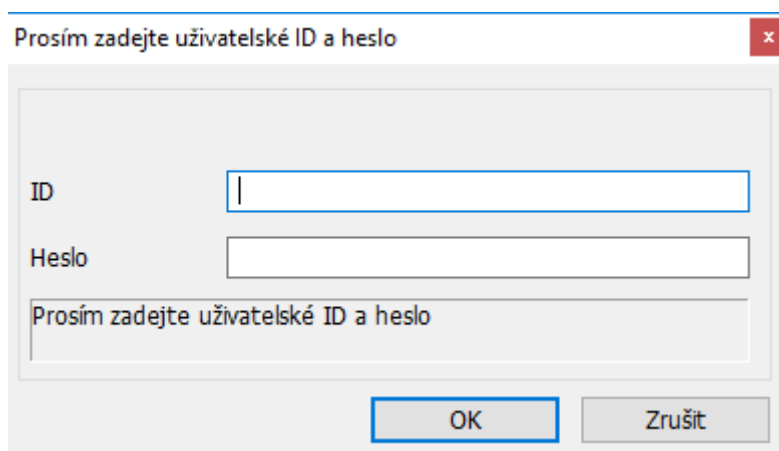 Prosím zadejte uživatelské ID a heslo
x
ID
Heslo
Prosím zadejte uživatelské ID a heslo
OK
Zrušit